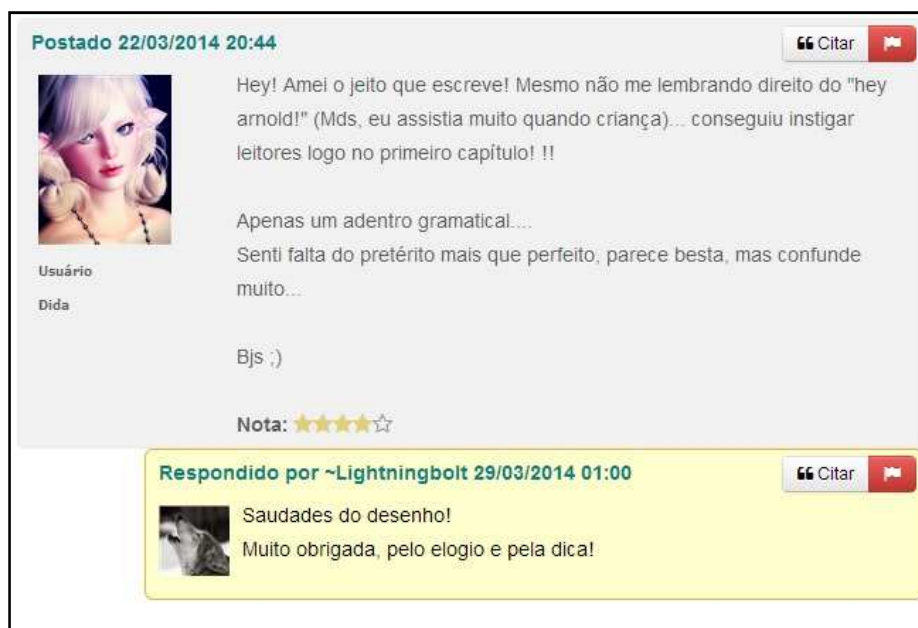 Postado 22/03/2014 20:44
Citar
Hey! Amei o jeito que escreve! Mesmo não me lembrando direito do "hey
arnold!" (Mds, eu assistia muito quando criança)... conseguiu instigar
leitores logo no primeiro capítulo! !!
Apenas um adentro gramatical....
Senti falta do pretérito mais que perfeito, parece besta, mas confunde
muito...
Usuário
Dida
Bjs ;)
Nota:
Respondido por ~Lightningbolt 29/03/2014 01:00
Citar
Saudades do desenho!
Muito obrigada, pelo elogio e pela dica!